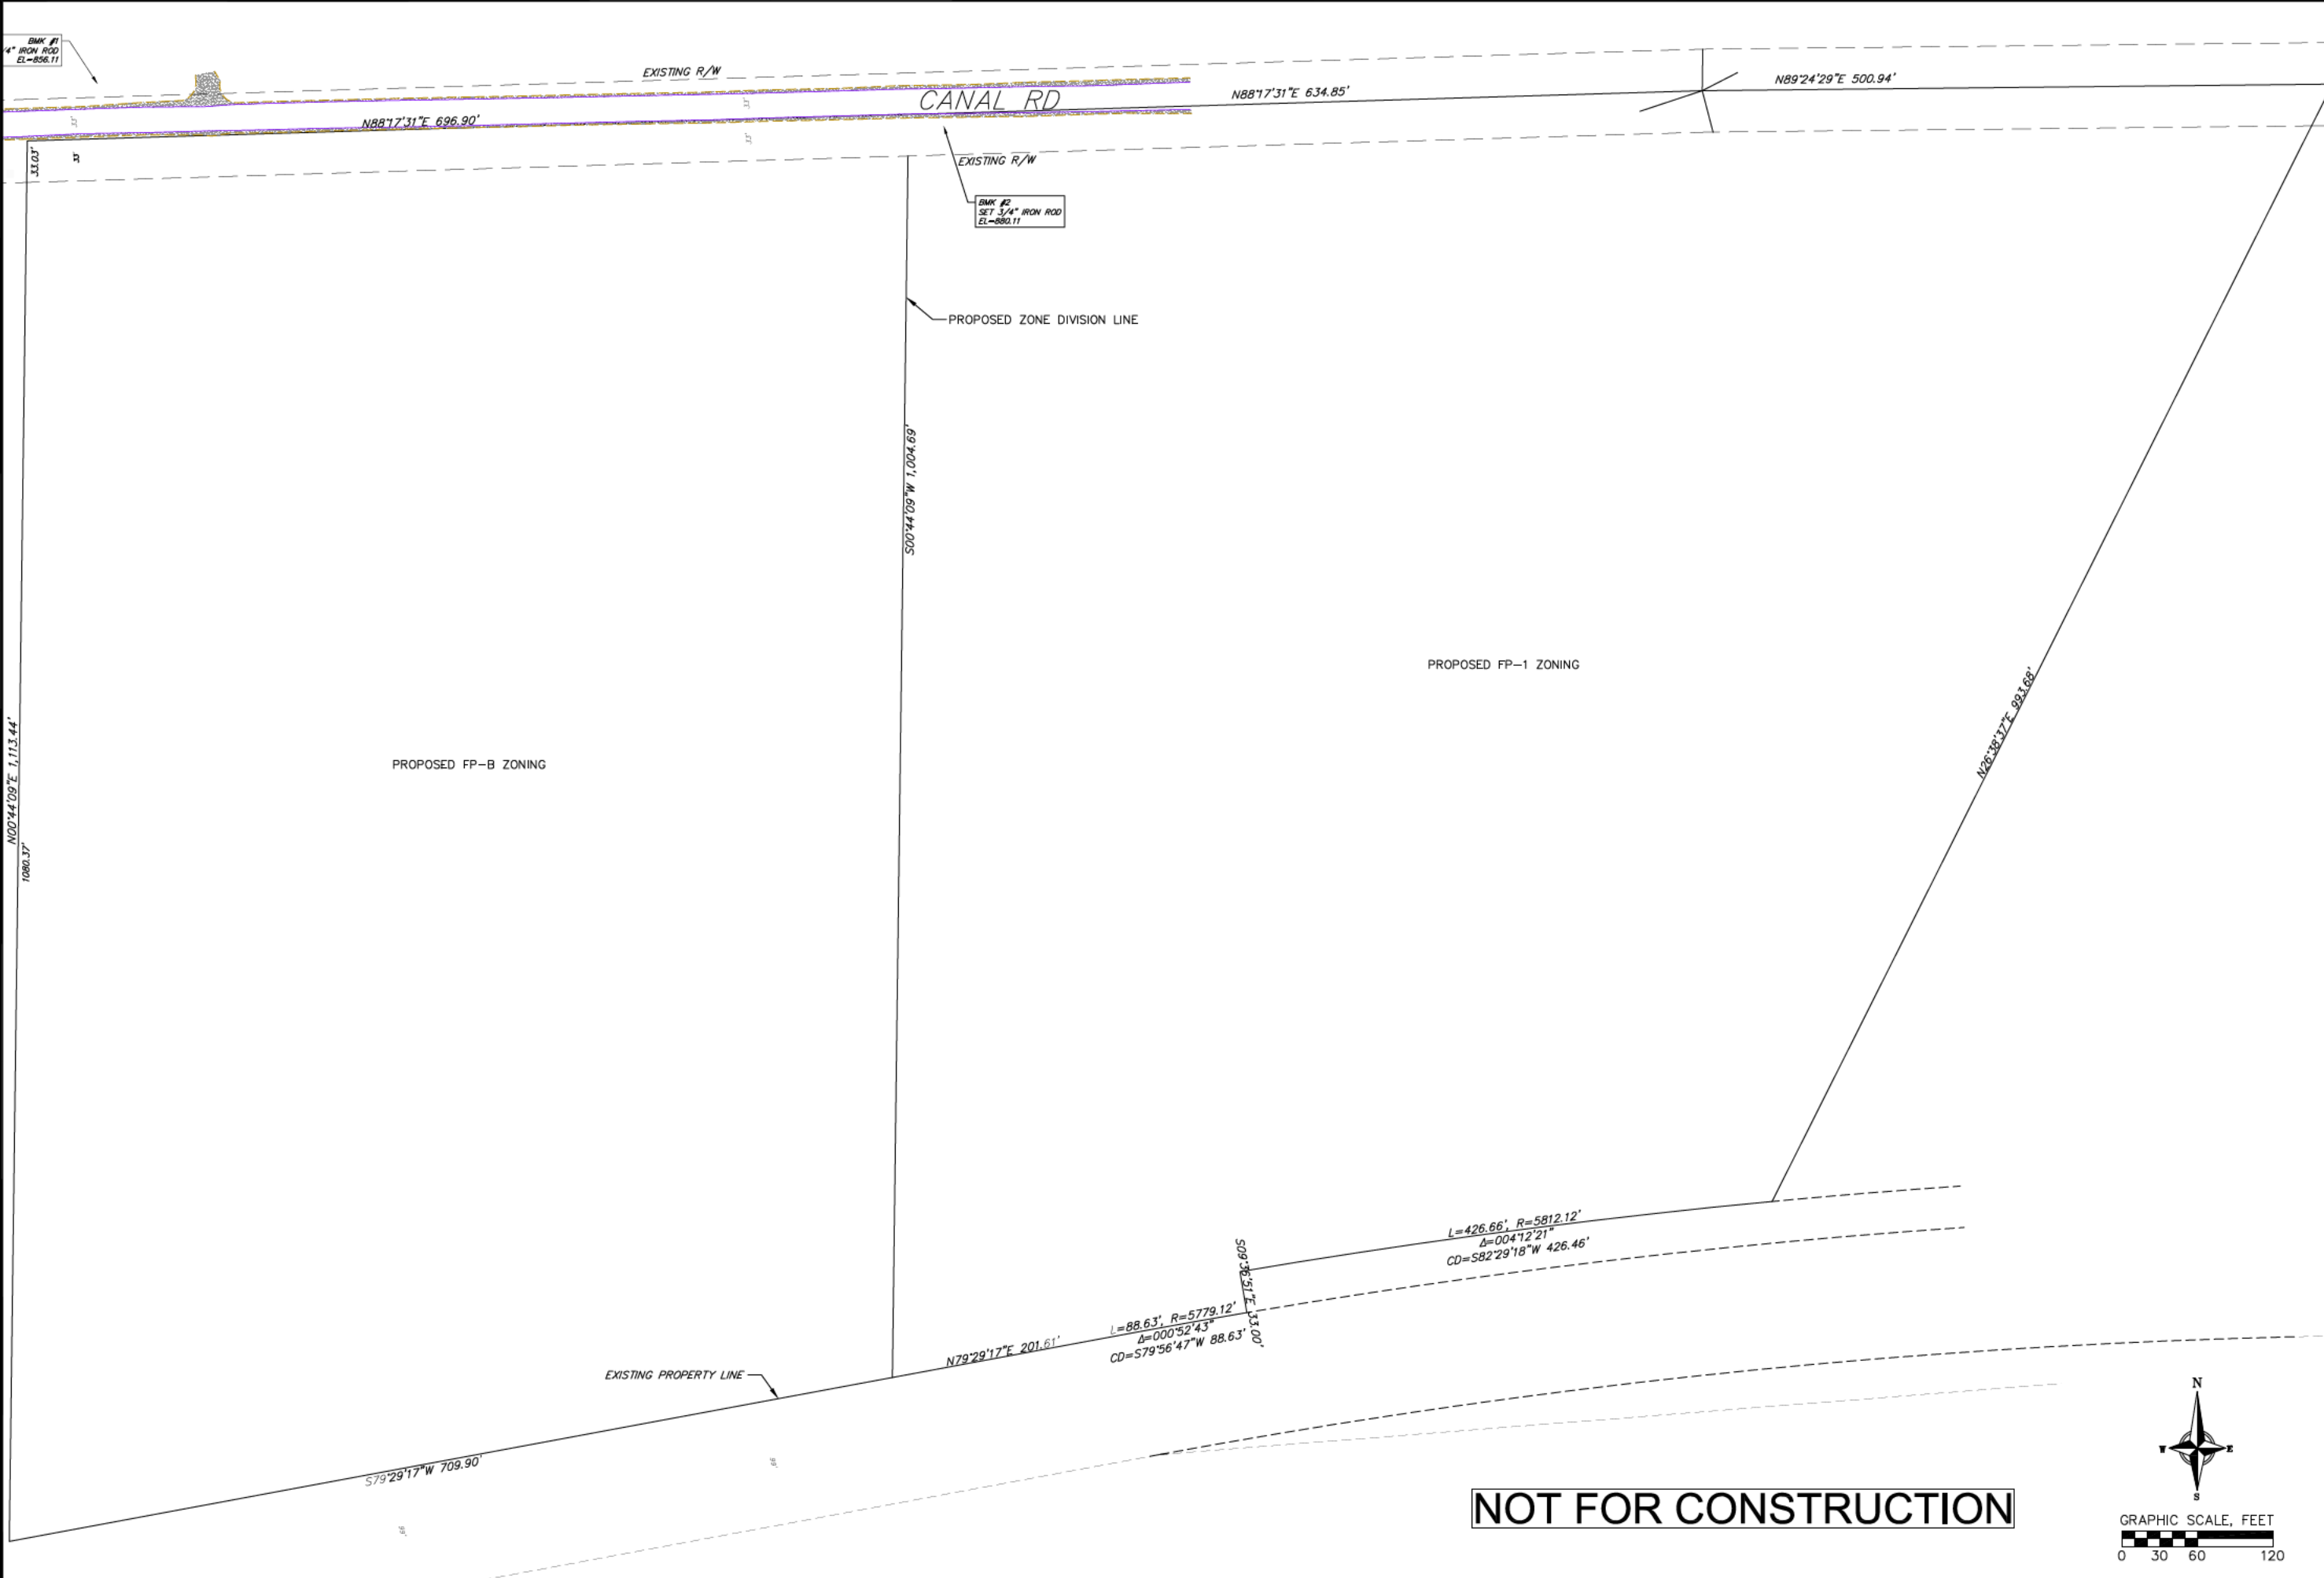 BMK #1
/4" IRON ROD
EL=856.11
EXISTING R/W
CANAL RD
N88°17'31"E 634.85'
N89°24'29"E 500.94'
N88°17'31"E 696.90'
33'
33'
33'
33'
33.03'
EXISTING R/W
BMK #2
SET 3/4" IRON ROD
EL=880.11
PROPOSED ZONE DIVISION LINE
S00°44'09"W 1,004.69'
PROPOSED FP-1 ZONING
N26°38'37"E 993.68'
PROPOSED FP-B ZONING
N00°44'09"E 1,113.44'
1080.37'
L=426.66', R=5812.12'
Δ=004°12'21"
CD=S82°29'18"W 426.46'
S09°36'51"E 33.00'
L=88.63', R=5779.12'
Δ=000°52'43"
CD=S79°56'47"W 88.63'
N79°29'17"E 201.61'
EXISTING PROPERTY LINE
S79°29'17"W 709.90'
NOT FOR CONSTRUCTION
N
W
E
S
GRAPHIC SCALE, FEET
0 30 60 120